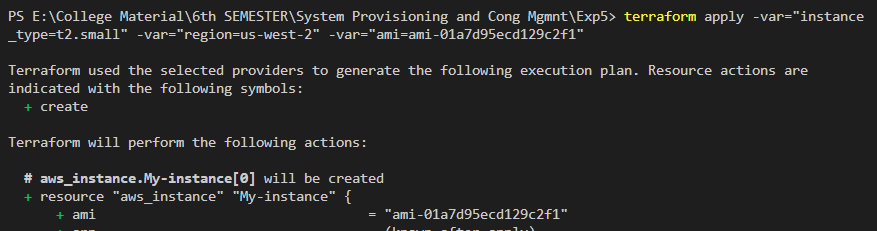 PS E:\College Material\6th SEMESTER\System Provisioning and Cong Mgmnt\Exp5> terraform apply -var="instance
_type=t2.small" -var="region=us-west-2" -var="ami=ami-01a7d95ecd129c2f1"
Terraform used the selected providers to generate the following execution plan. Resource actions are
indicated with the following symbols:
+ create
Terraform will perform the following actions:
# aws_instance.My-instance[0] will be created
+ resource "aws_instance" "My-instance" {
+ ami = "ami-01a7d95ecd129c2f1"